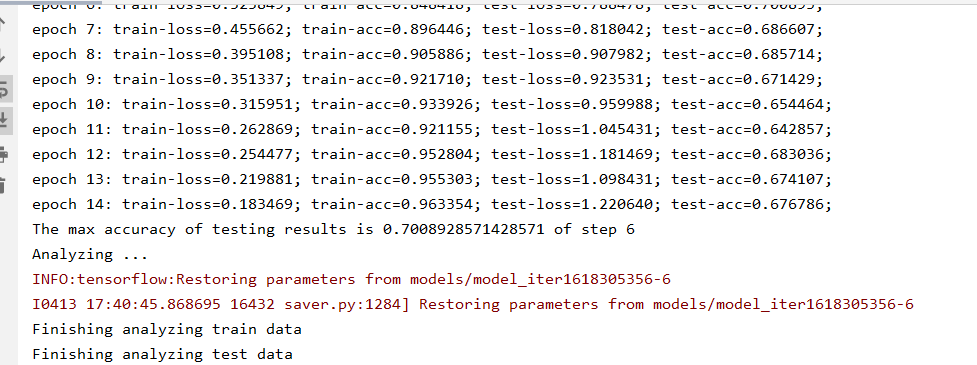 epoch 6: train-loss=0.525649; train-acc=0.848418; test-loss=0.788478; test-acc=0.700893;
epoch 7: train-loss=0.455662; train-acc=0.896446; test-loss=0.818042; test-acc=0.686607;
epoch 8: train-loss=0.395108; train-acc=0.905886; test-loss=0.907982; test-acc=0.685714;
epoch 9: train-loss=0.351337; train-acc=0.921710; test-loss=0.923531; test-acc=0.671429;
epoch 10: train-loss=0.315951; train-acc=0.933926; test-loss=0.959988; test-acc=0.654464;
epoch 11: train-loss=0.262869; train-acc=0.921155; test-loss=1.045431; test-acc=0.642857;
epoch 12: train-loss=0.254477; train-acc=0.952804; test-loss=1.181469; test-acc=0.683036;
epoch 13: train-loss=0.219881; train-acc=0.955303; test-loss=1.098431; test-acc=0.674107;
epoch 14: train-loss=0.183469; train-acc=0.963354; test-loss=1.220640; test-acc=0.676786;
The max accuracy of testing results is 0.7008928571428571 of step 6
Analyzing ...
INFO:tensorflow:Restoring parameters from models/model_iter1618305356-6
I0413 17:40:45.868695 16432 saver.py:1284] Restoring parameters from models/model_iter1618305356-6
Finishing analyzing train data
Finishing analyzing test data